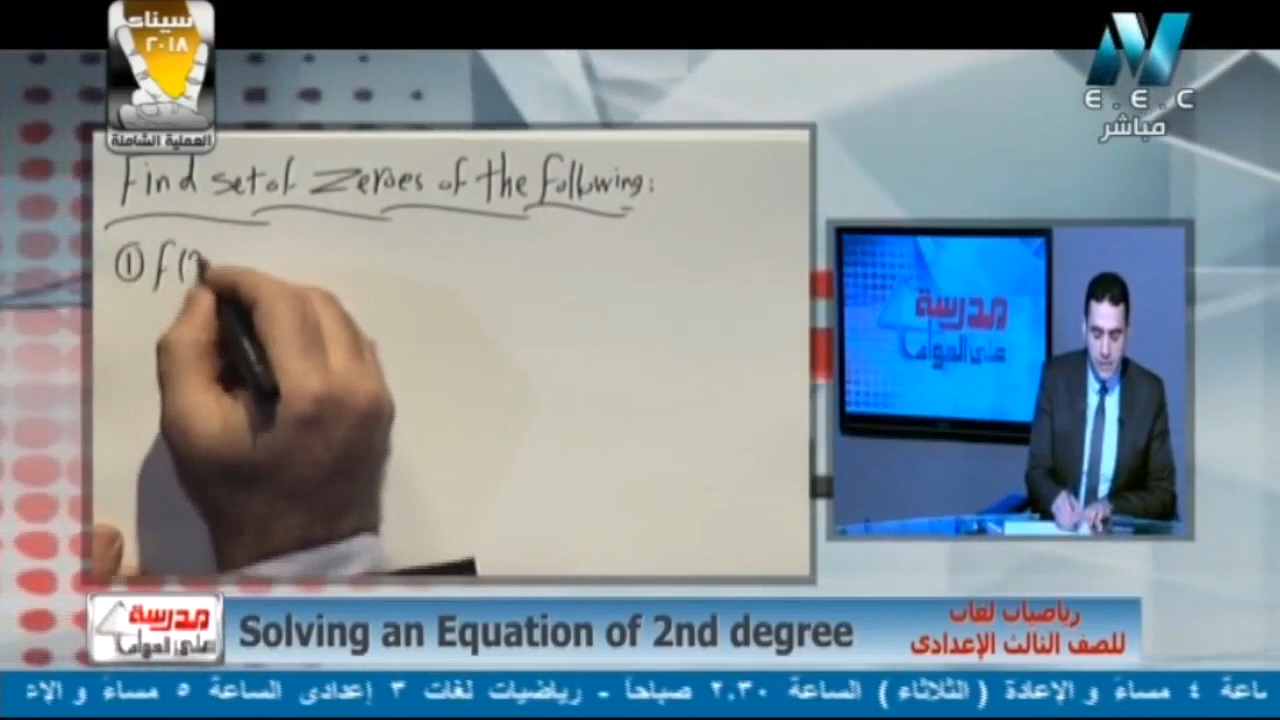 سيناء
٢٠١٨
العملية الشاملة
E.E.C
مباشر
Find set of Zeroes of the following:
① f(
مدرسة
على الهواء
مدرسة
على الهواء
Solving an Equation of 2nd degree
رياضيات لغات
للصف الثالث الإعدادى
ساعة ٤ مساءً و الإعادة ( الثلاثاء ) الساعة ٢.٣٠ صباحاً - رياضيات لغات ٣ إعدادى الساعة ٥ مساءً و الإع